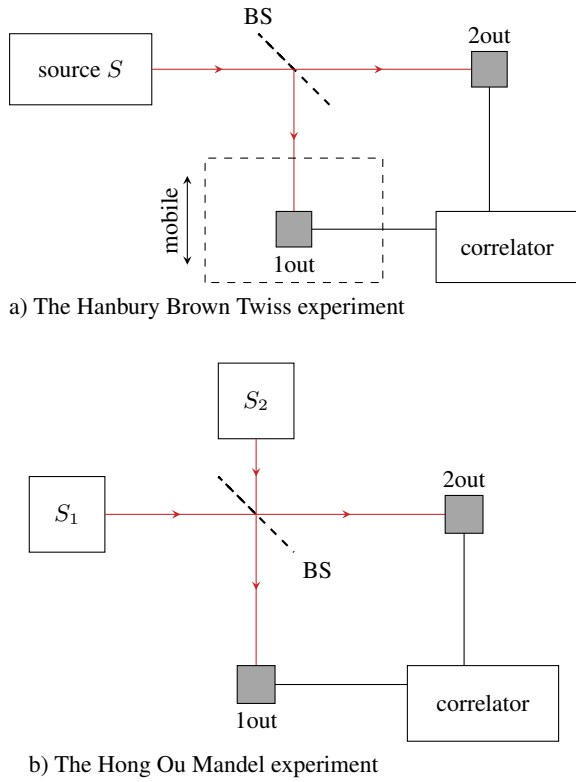 BS
2out
source S
mobile
1out
correlator
a) The Hanbury Brown Twiss experiment
S₂
2out
S₁
BS
1out
correlator
b) The Hong Ou Mandel experiment